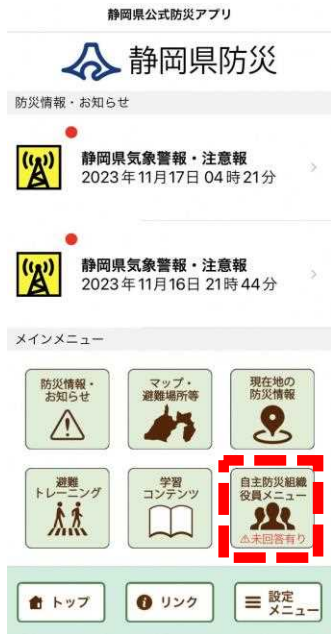 静岡県公式防災アプリ
静岡県防災
防災情報・お知らせ
静岡県気象警報・注意報
2023年11月17日 04時21分
静岡県気象警報・注意報
2023年11月16日 21時44分
メインメニュー
防災情報・
お知らせ
マップ・
避難場所等
現在地の
防災情報
避難
トレーニング
学習
コンテンツ
自主防災組織
役員メニュー
⚠未回答有り
トップ
リンク
設定
メニュー